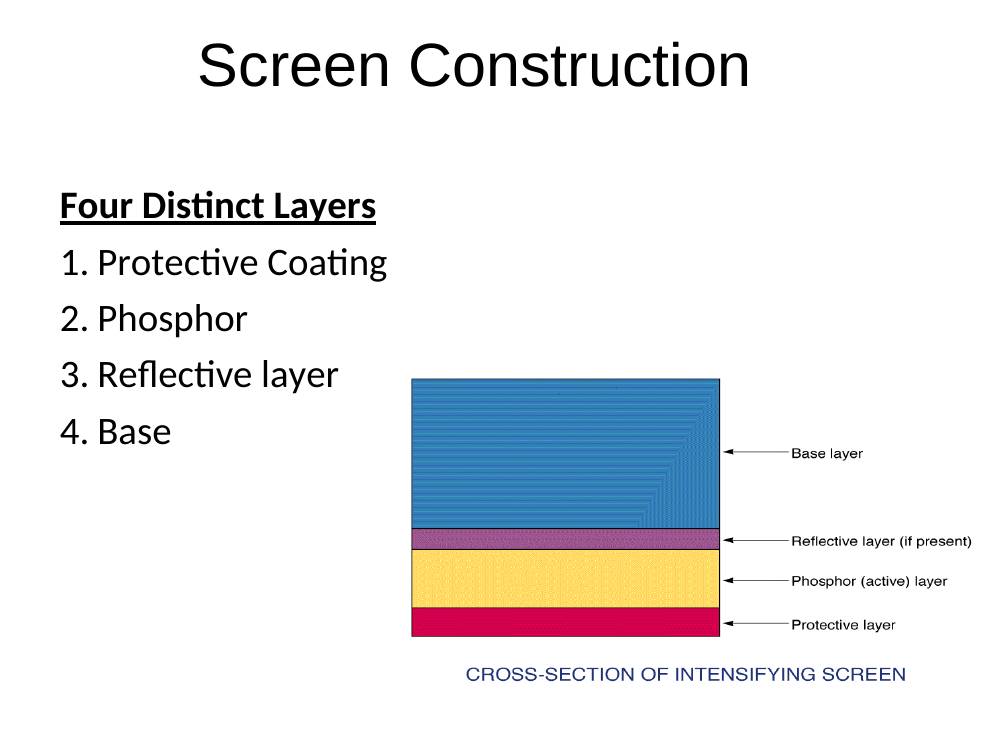 Screen Construction
Four Distinct Layers
1. Protective Coating
2. Phosphor
3. Reflective layer
4. Base
Base layer
Reflective layer (if present)
Phosphor (active) layer
Protective layer
CROSS-SECTION OF INTENSIFYING SCREEN